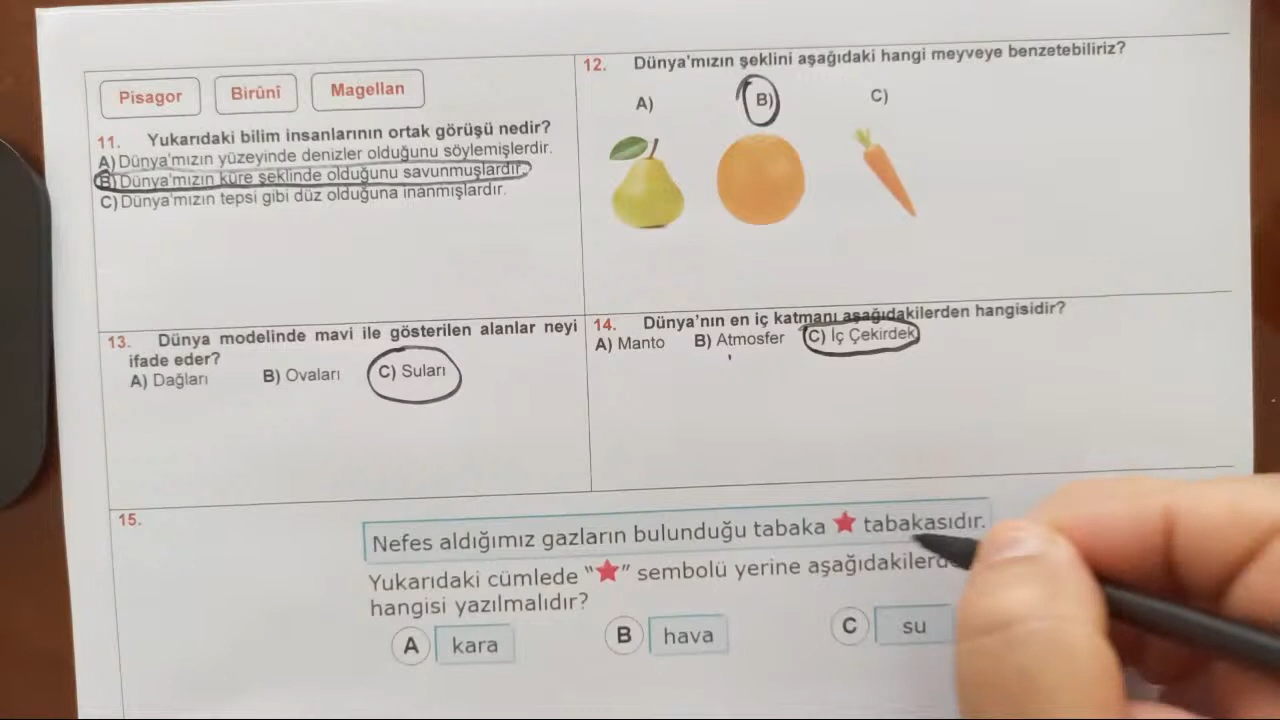 Pisagor Birûnî Magellan
11. Yukarıdaki bilim insanlarının ortak görüşü nedir?
A) Dünya'mızın yüzeyinde denizler olduğunu söylemişlerdir.
B) Dünya'mızın küre şeklinde olduğunu savunmuşlardır.
C) Dünya'mızın tepsi gibi düz olduğuna inanmışlardır.
12. Dünya'mızın şeklini aşağıdaki hangi meyveye benzetebiliriz?
A) B) C)
13. Dünya modelinde mavi ile gösterilen alanlar neyi
ifade eder?
A) Dağları B) Ovaları C) Suları
14. Dünya'nın en iç katmanı aşağıdakilerden hangisidir?
A) Manto B) Atmosfer C) İç Çekirdek
15.
Nefes aldığımız gazların bulunduğu tabaka ★ tabakasıdır.
Yukarıdaki cümlede "★" sembolü yerine
hangisi yazılmalıdır?
A kara B hava C su